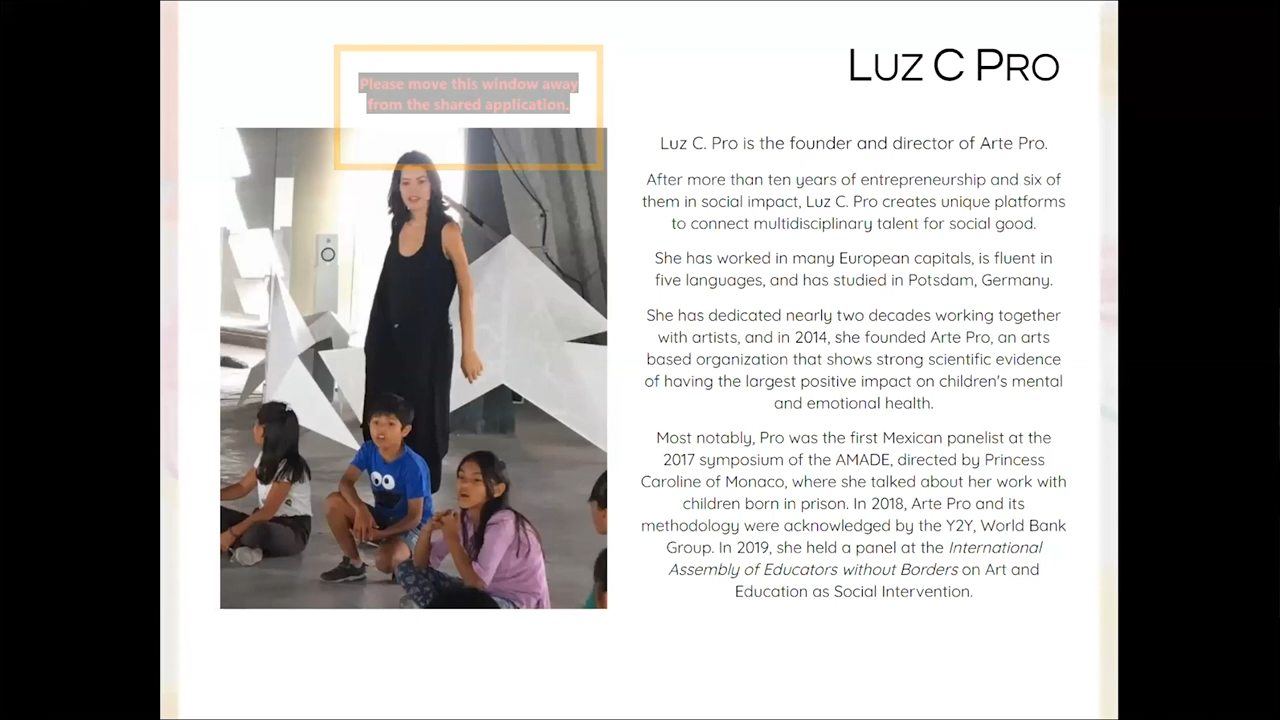 Please move this window away
from the shared application.
LUZ C PRO
Luz C. Pro is the founder and director of Arte Pro.
After more than ten years of entrepreneurship and six of
them in social impact, Luz C. Pro creates unique platforms
to connect multidisciplinary talent for social good.
She has worked in many European capitals, is fluent in
five languages, and has studied in Potsdam, Germany.
She has dedicated nearly two decades working together
with artists, and in 2014, she founded Arte Pro, an arts
based organization that shows strong scientific evidence
of having the largest positive impact on children's mental
and emotional health.
Most notably, Pro was the first Mexican panelist at the
2017 symposium of the AMADE, directed by Princess
Caroline of Monaco, where she talked about her work with
children born in prison. In 2018, Arte Pro and its
methodology were acknowledged by the Y2Y, World Bank
Group. In 2019, she held a panel at the International
Assembly of Educators without Borders on Art and
Education as Social Intervention.